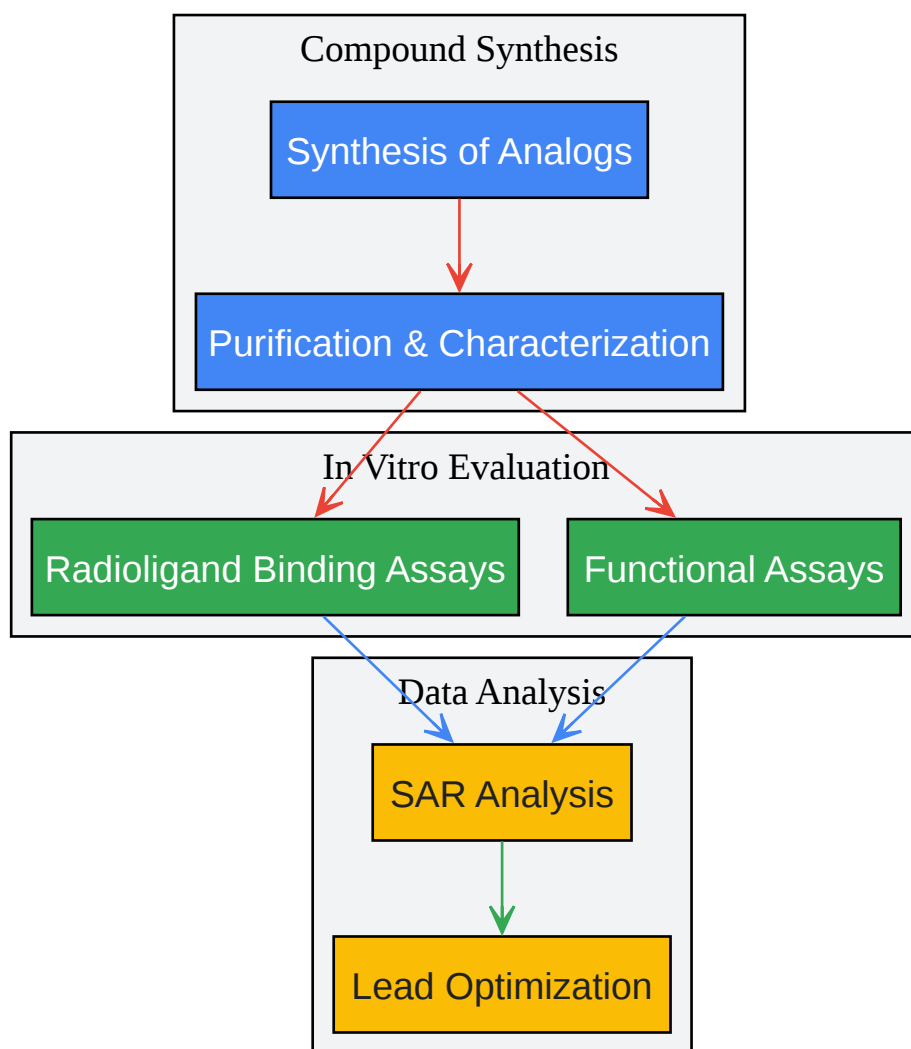 Compound Synthesis
Synthesis of Analogs
Purification & Characterization
In Vitro Evaluation
Radioligand Binding Assays
Functional Assays
Data Analysis
SAR Analysis
Lead Optimization